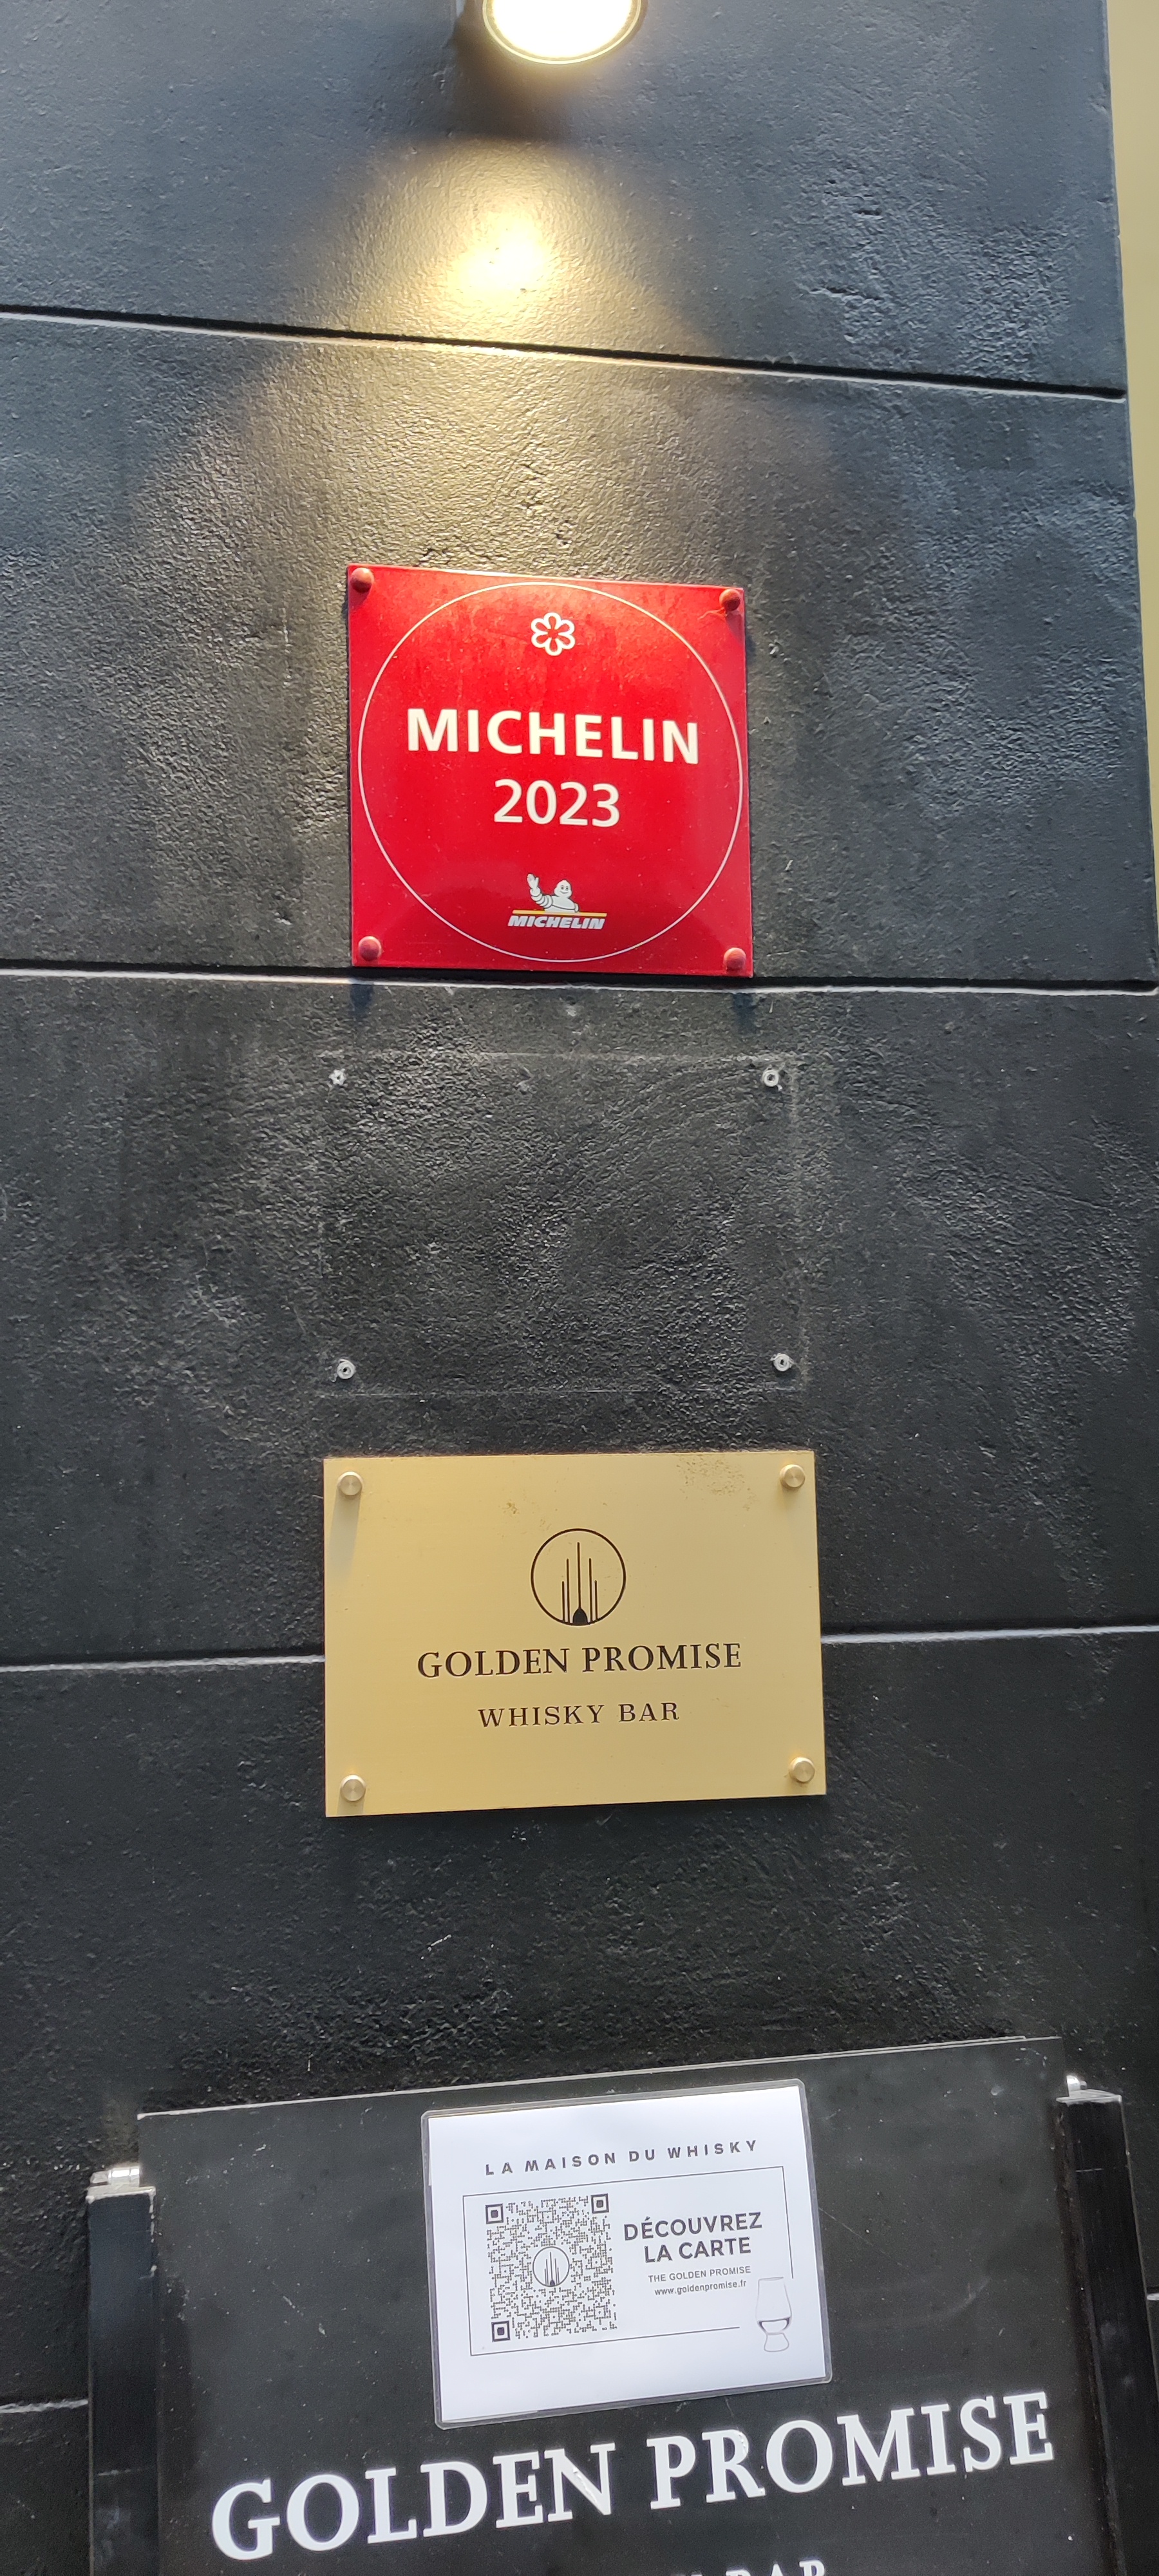 MICHELIN
2023
MICHELIN
GOLDEN PROMISE
WHISKY BAR
LA MAISON DU WHISKY
DÉCOUVREZ
LA CARTE
THE GOLDEN PROMISE
www.goldenpromise.fr
GOLDEN PROMISE
BAR